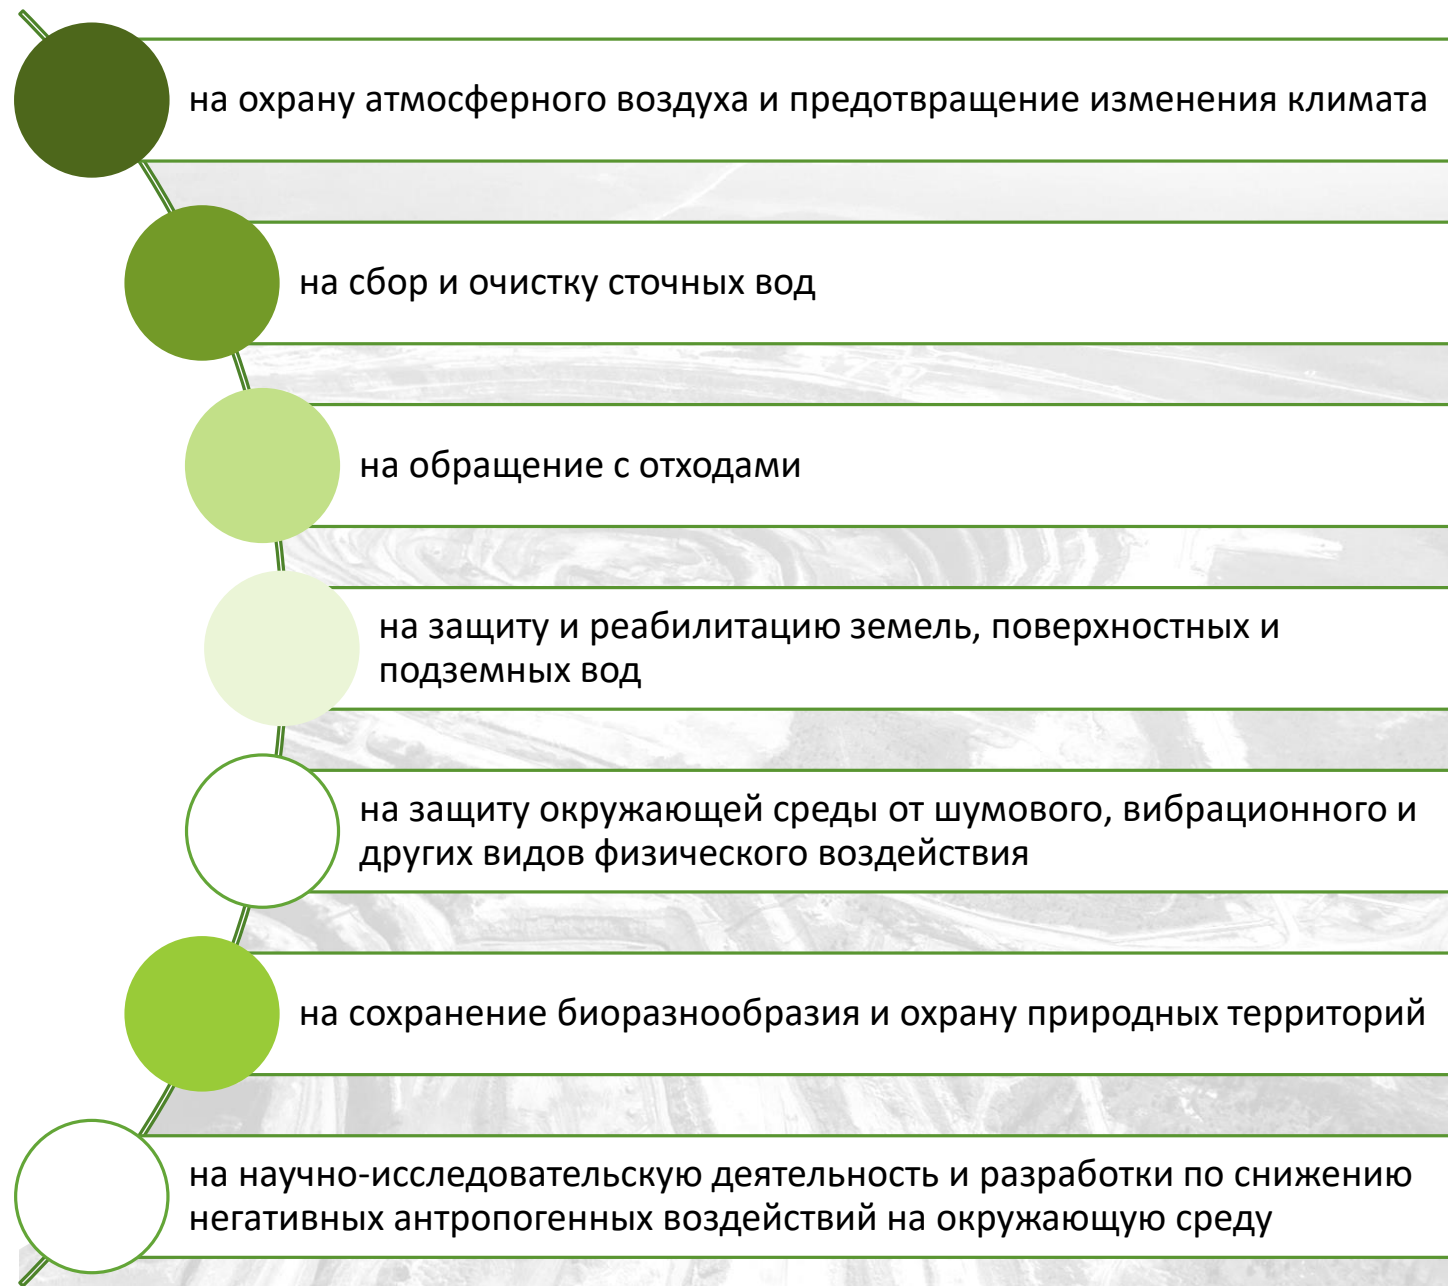 на охрану атмосферного воздуха и предотвращение изменения климата
на сбор и очистку сточных вод
на обращение с отходами
на защиту и реабилитацию земель, поверхностных и
подземных вод
на защиту окружающей среды от шумового, вибрационного и
других видов физического воздействия
на сохранение биоразнообразия и охрану природных территорий
на научно-исследовательскую деятельность и разработки по снижению
негативных антропогенных воздействий на окружающую среду